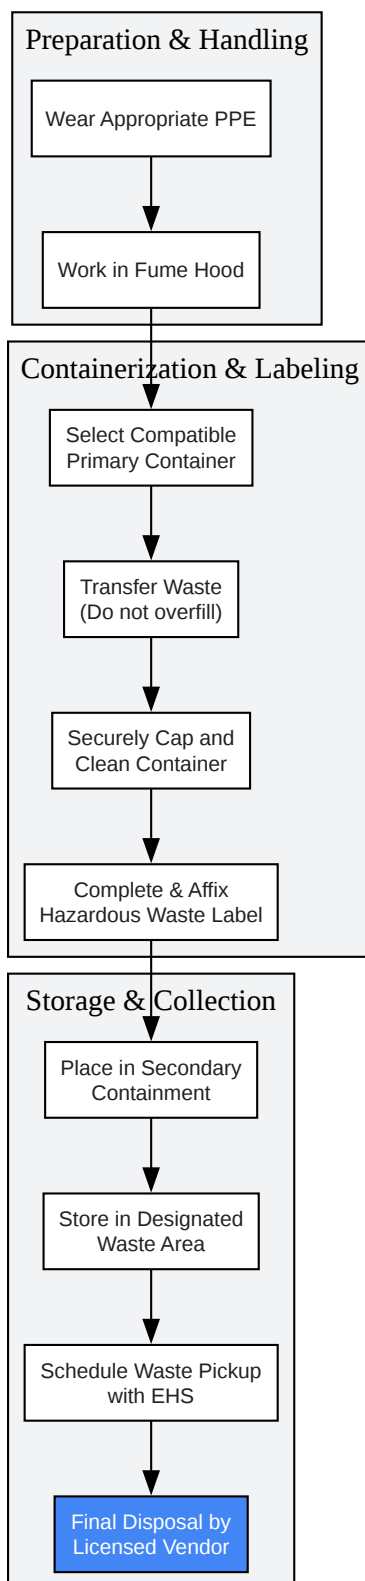 Preparation & Handling
Wear Appropriate PPE
Work in Fume Hood
Containerization & Labeling
Select Compatible
Primary Container
Transfer Waste
(Do not overfill)
Securely Cap and
Clean Container
Complete & Affix
Hazardous Waste Label
Storage & Collection
Place in Secondary
Containment
Store in Designated
Waste Area
Schedule Waste Pickup
with EHS
Final Disposal by
Licensed Vendor